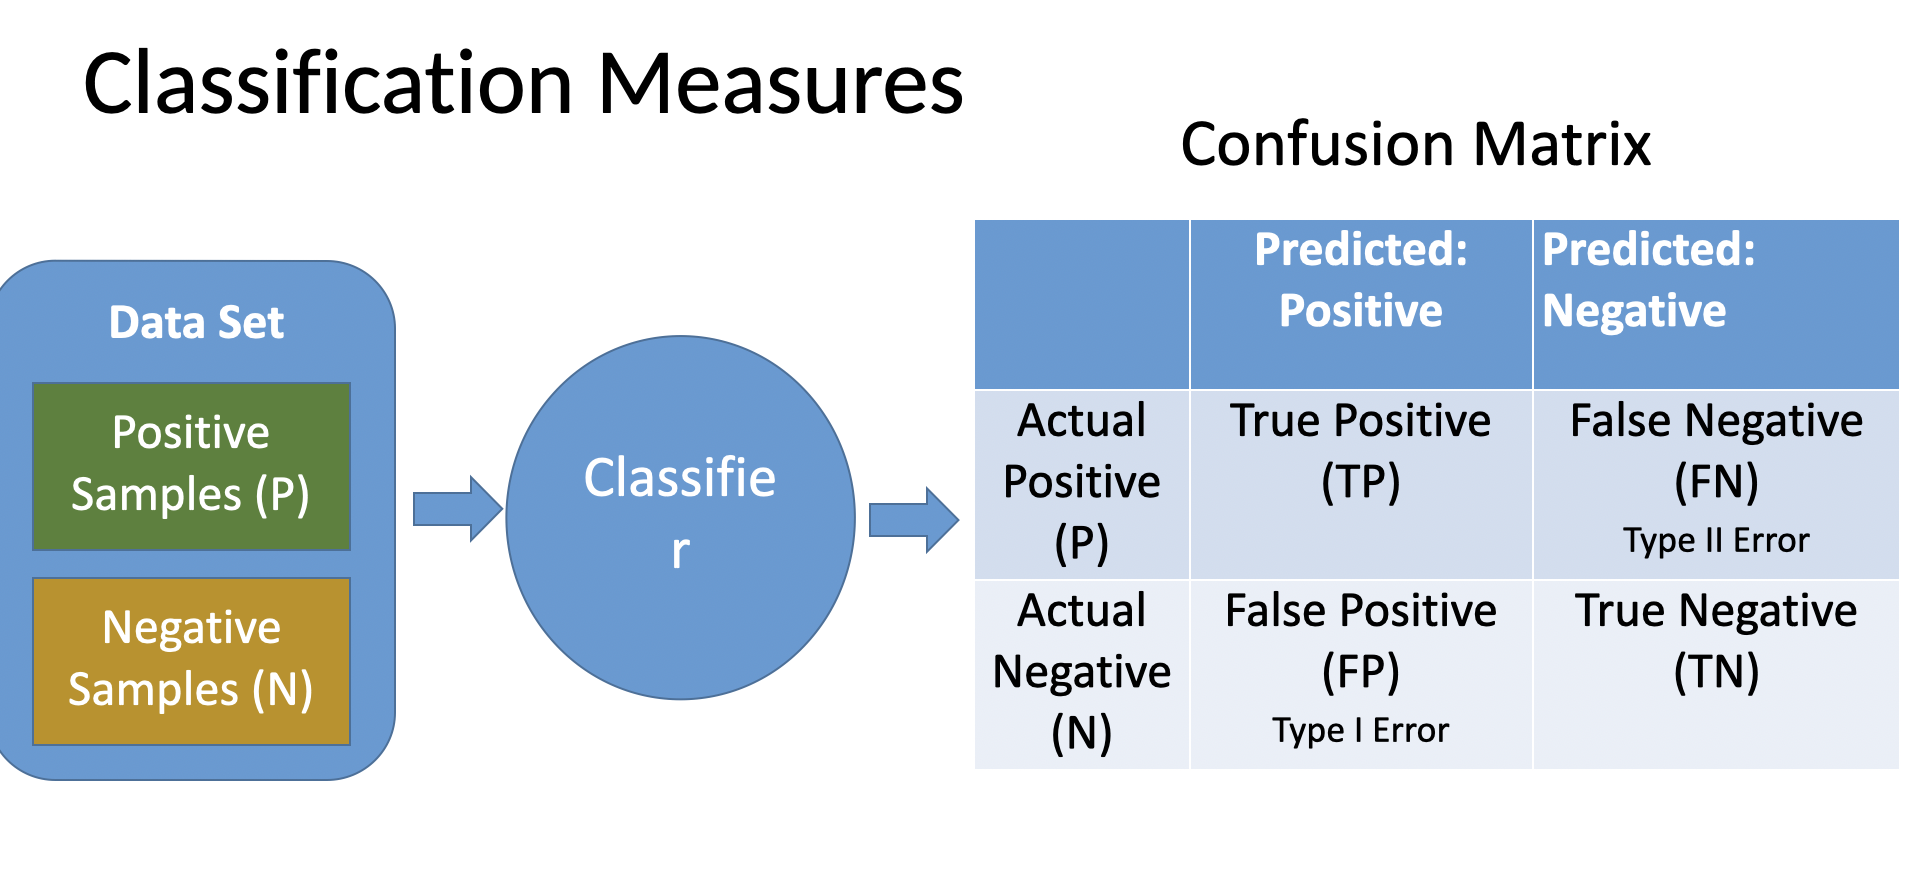 Classification Measures
Confusion Matrix
Data Set
Positive
Samples (P)
Negative
Samples (N)
Classifie
r
Predicted:
Positive
Predicted:
Negative
Actual
Positive
(P)
True Positive
(TP)
False Negative
(FN)
Type II Error
Actual
Negative
(N)
False Positive
(FP)
Type I Error
True Negative
(TN)